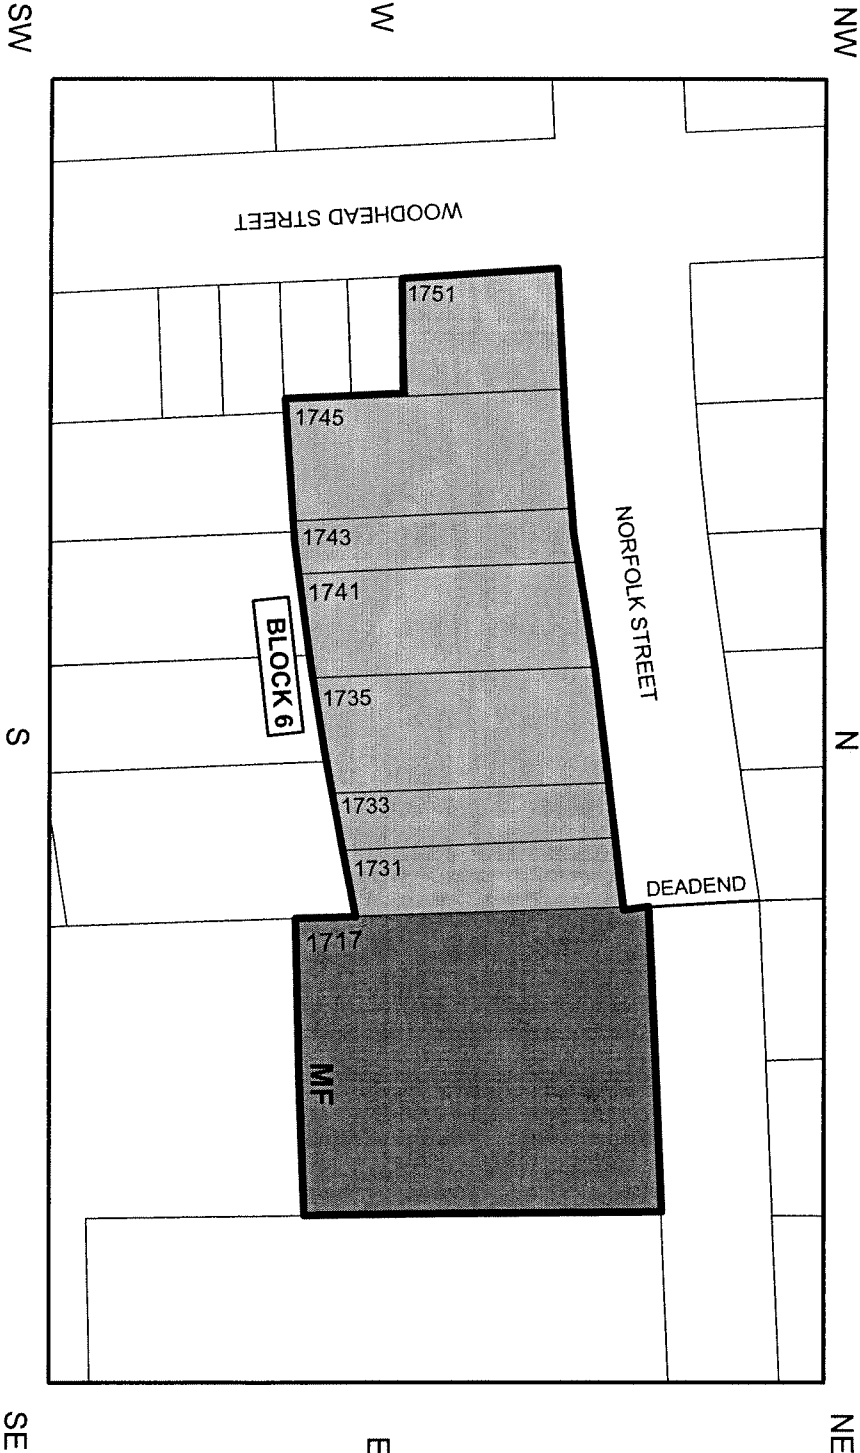 NW
N
NE
W
E
SW
S
SE
WOODHEAD STREET
NORFOLK STREET
DEADEND
1751
1745
1743
1741
1735
1733
1731
1717
MF
BLOCK 6